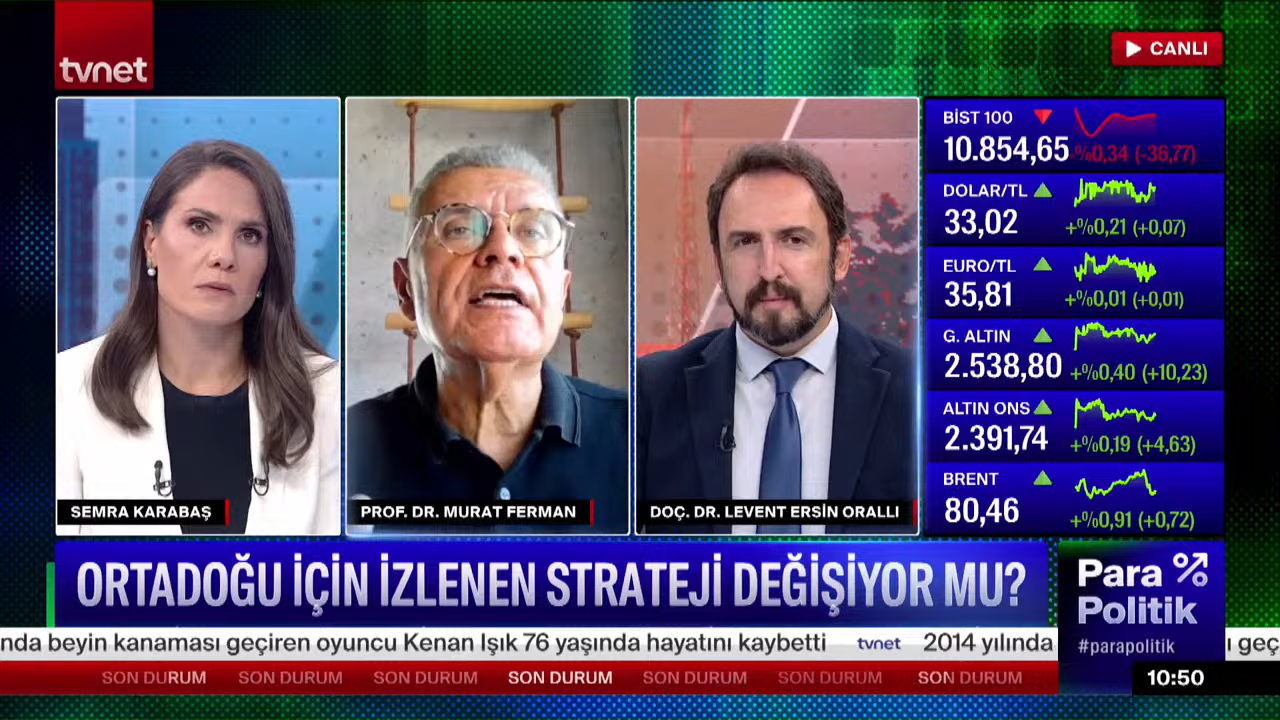 tvnet
CANLI
BİST 100
10.854,65
-%0,34 (-36,77)
DOLAR/TL
33,02
+%0,21 (+0,07)
EURO/TL
35,81
+%0,01 (+0,01)
G. ALTIN
2.538,80
+%0,40 (+10,23)
ALTIN ONS
2.391,74
+%0,19 (+4,63)
BRENT
80,46
+%0,91 (+0,72)
SEMRA KARABAŞ
PROF. DR. MURAT FERMAN
DOÇ. DR. LEVENT ERSİN ORALLI
ORTADOĞU İÇİN İZLENEN STRATEJİ DEĞİŞİYOR MU?
Para %
Politik
#parapolitik
nda beyin kanaması geçiren oyuncu Kenan Işık 76 yaşında hayatını kaybetti tvnet 2014 yılında ı geç
SON DURUM SON DURUM SON DURUM SON DURUM SON DURUM SON DURUM SON DURUM
10:50